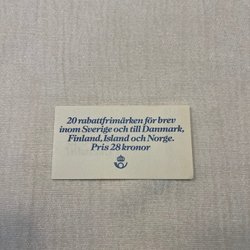 20 rabattfrimärken för brev
inom Sverige och till Danmark,
Finland, Island och Norge.
Pris 28 kronor